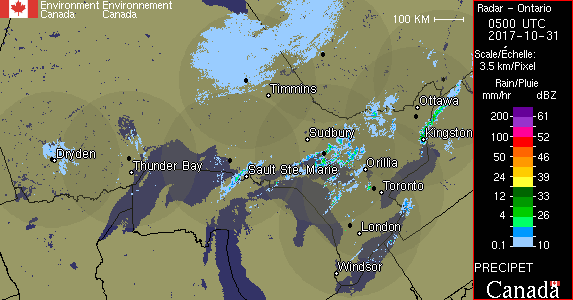 Environment Environnement
Canada Canada
100 KM
Timmins
Ottawa
Kingston
Sudbury
Dryden
Thunder Bay
Sault Ste. Marie
Orillia
Toronto
London
Windsor
Radar - Ontario
0500 UTC
2017-10-31
Scale/Échelle:
3.5 km/Pixel
Rain/Pluie
mm/hr dBZ
200 61
100 52
50 46
24 39
12 33
4 26
0.1 10
PRECIPET
Canada